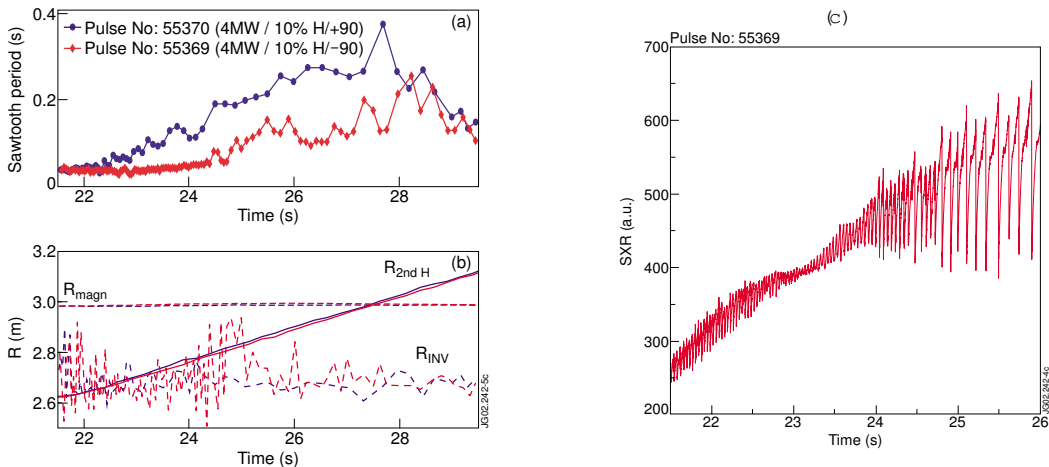 (a)
Pulse No: 55370 (4MW / 10% H/+90)
Pulse No: 55369 (4MW / 10% H/−90)
Sawtooth period (s)
0.4
0.2
0
22 24 26 28
Time (s)
(b)
R2nd H
Rmagn
RINV
R (m)
3.2
3.0
2.8
2.6
22 24 26 28
Time (s)
JG02.242-5c
(c)
Pulse No: 55369
SXR (a.u.)
700
600
500
400
300
200
22 23 24 25 26
Time (s)
JG02.242-4c